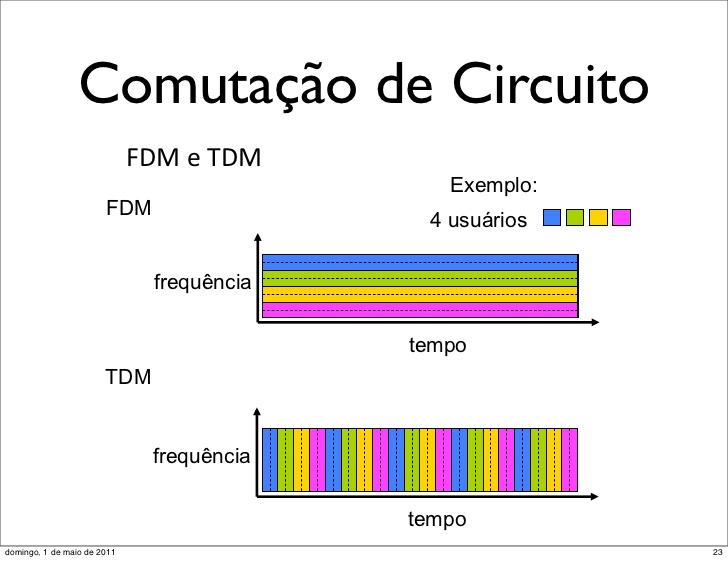 Comutação de Circuito
FDM e TDM
Exemplo:
FDM
4 usuários
frequência
tempo
TDM
frequência
tempo
domingo, 1 de maio de 2011
23